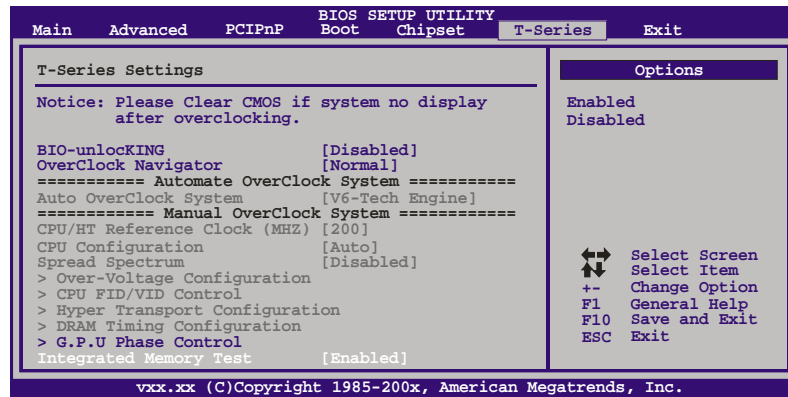 BIOS SETUP UTILITY
Main Advanced PCIPnP Boot Chipset T-Series Exit
T-Series Settings
Notice: Please Clear CMOS if system no display
after overclocking.
BIO-unlocKING [Disabled]
OverClock Navigator [Normal]
=========== Automate OverClock System ===========
Auto OverClock System [V6-Tech Engine]
============ Manual OverClock System ============
CPU/HT Reference Clock (MHZ) [200]
CPU Configuration [Auto]
Spread Spectrum [Disabled]
> Over-Voltage Configuration
> CPU FID/VID Control
> Hyper Transport Configuration
> DRAM Timing Configuration
> G.P.U Phase Control
Integrated Memory Test [Enabled]
Options
Enabled
Disabled
Select Screen
Select Item
+- Change Option
F1 General Help
F10 Save and Exit
ESC Exit
vxx.xx (C)Copyright 1985-200x, American Megatrends, Inc.